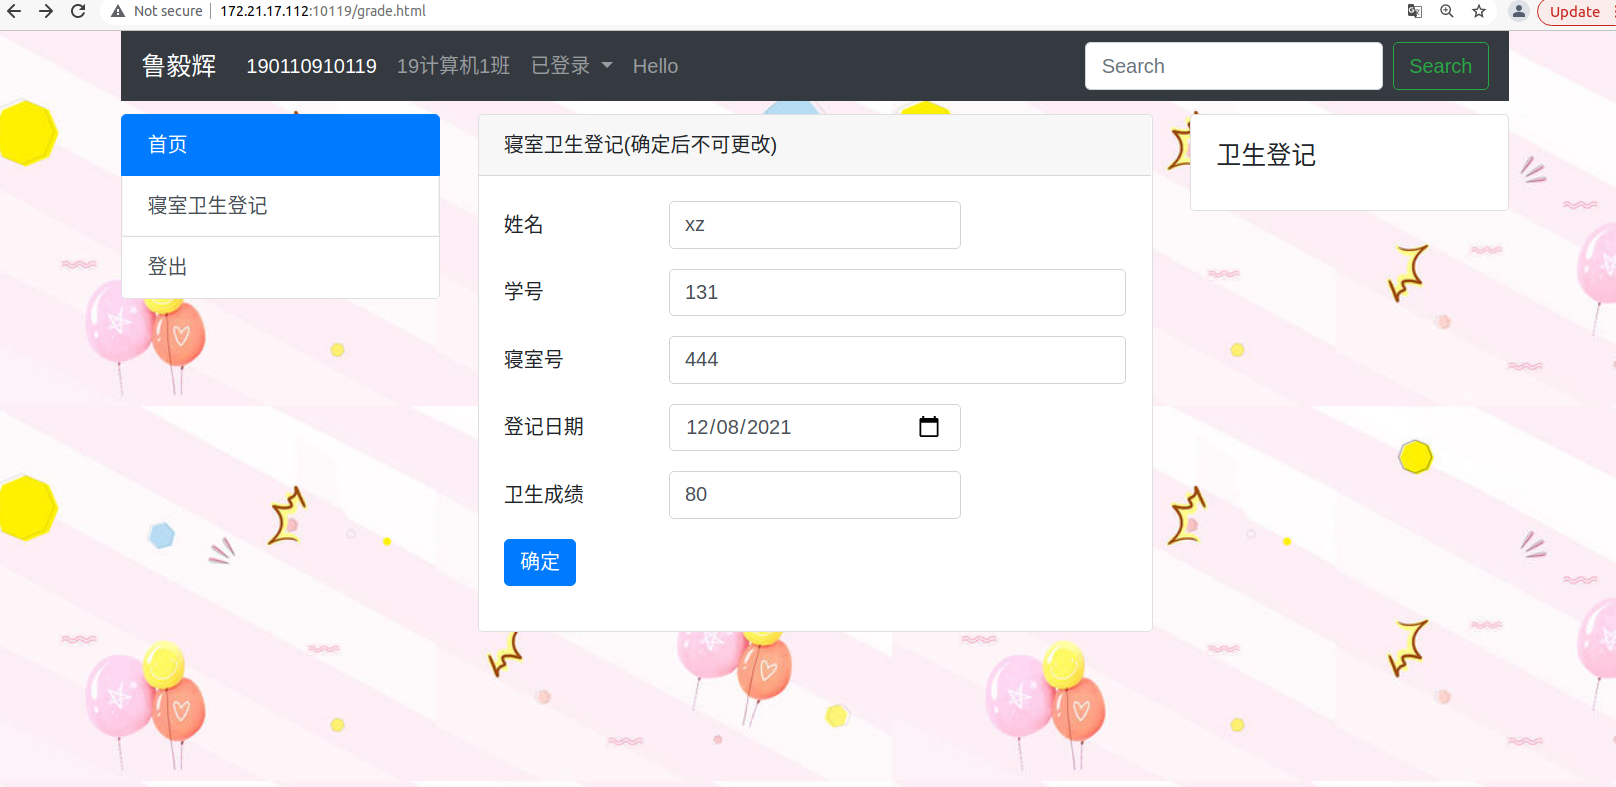 Not secure 172.21.17.112:10119/grade.html Update
鲁毅辉 190110910119 19计算机1班 已登录 Hello Search Search
首页
寝室卫生登记
登出
寝室卫生登记(确定后不可更改)
姓名 xz
学号 131
寝室号 444
登记日期 12/08/2021
卫生成绩 80
确定
卫生登记